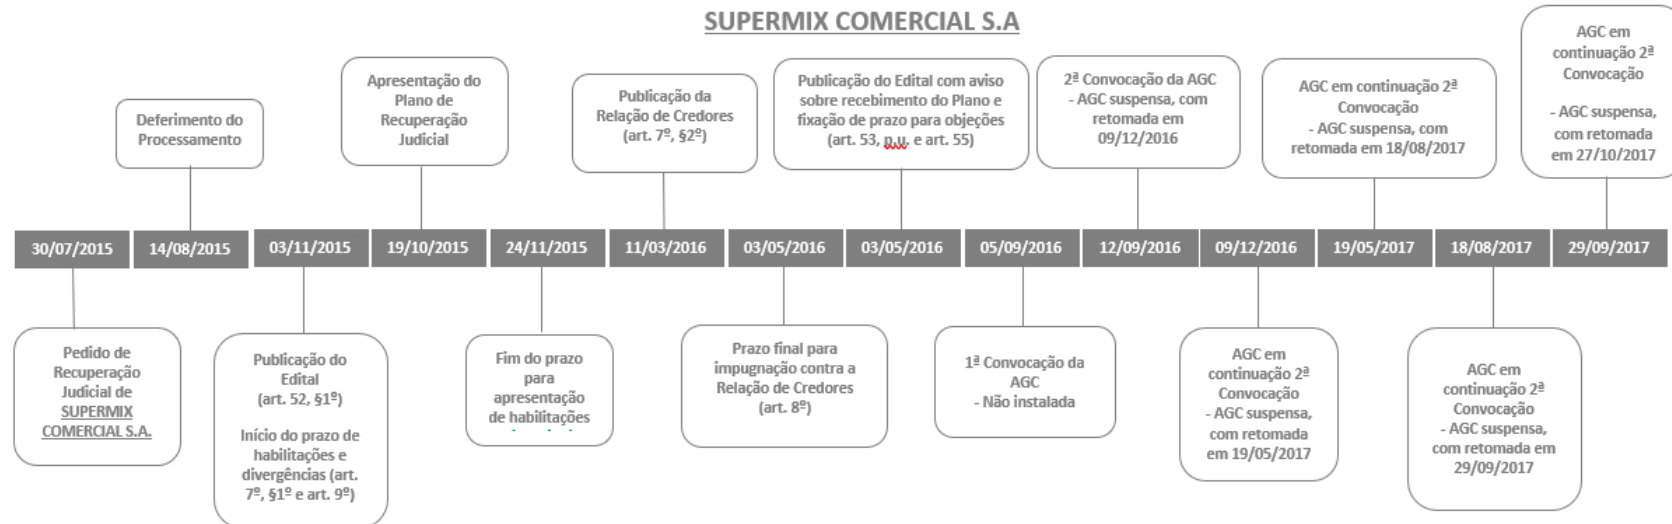 SUPERMIX COMERCIAL S.A
Deferimento do
Processamento
Apresentação do
Plano de
Recuperação
Judicial
Publicação da
Relação de Credores
(art. 7º, §2º)
Publicação do Edital com aviso
sobre recebimento do Plano e
fixação de prazo para objeções
(art. 53, p.u. e art. 55)
2ª Convocação da AGC
- AGC suspensa, com
retomada em
09/12/2016
AGC em continuação 2ª
Convocação
- AGC suspensa, com
retomada em 18/08/2017
AGC em
continuação 2ª
Convocação
- AGC suspensa,
com retomada
em 27/10/2017
30/07/2015
14/08/2015
03/11/2015
19/10/2015
24/11/2015
11/03/2016
03/05/2016
03/05/2016
05/09/2016
12/09/2016
09/12/2016
19/05/2017
18/08/2017
29/09/2017
Pedido de
Recuperação
Judicial de
SUPERMIX
COMERCIAL S.A.
Publicação do
Edital
(art. 52, §1º)
Início do prazo de
habilitações e
divergências (art.
7º, §1º e art. 9º)
Fim do prazo
para
apresentação
de habilitações
Prazo final para
impugnação contra a
Relação de Credores
(art. 8º)
1ª Convocação da
AGC
- Não instalada
AGC em
continuação 2ª
Convocação
- AGC suspensa,
com retomada
em 19/05/2017
AGC em
continuação 2ª
Convocação
- AGC suspensa,
com retomada em
29/09/2017